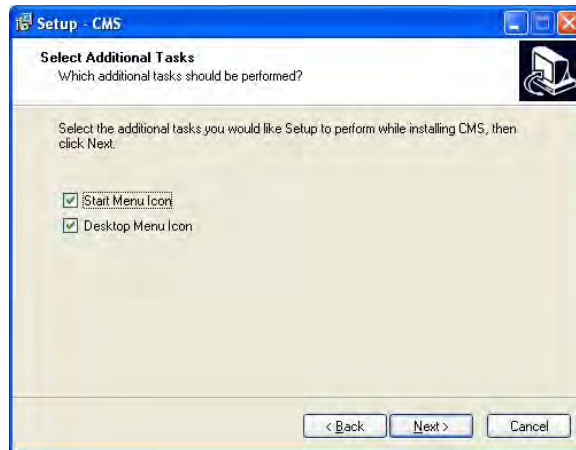 Setup - CMS
Select Additional Tasks
Which additional tasks should be performed?
Select the additional tasks you would like Setup to perform while installing CMS, then
click Next.
Start Menu Icon
Desktop Menu Icon
< Back
Next >
Cancel